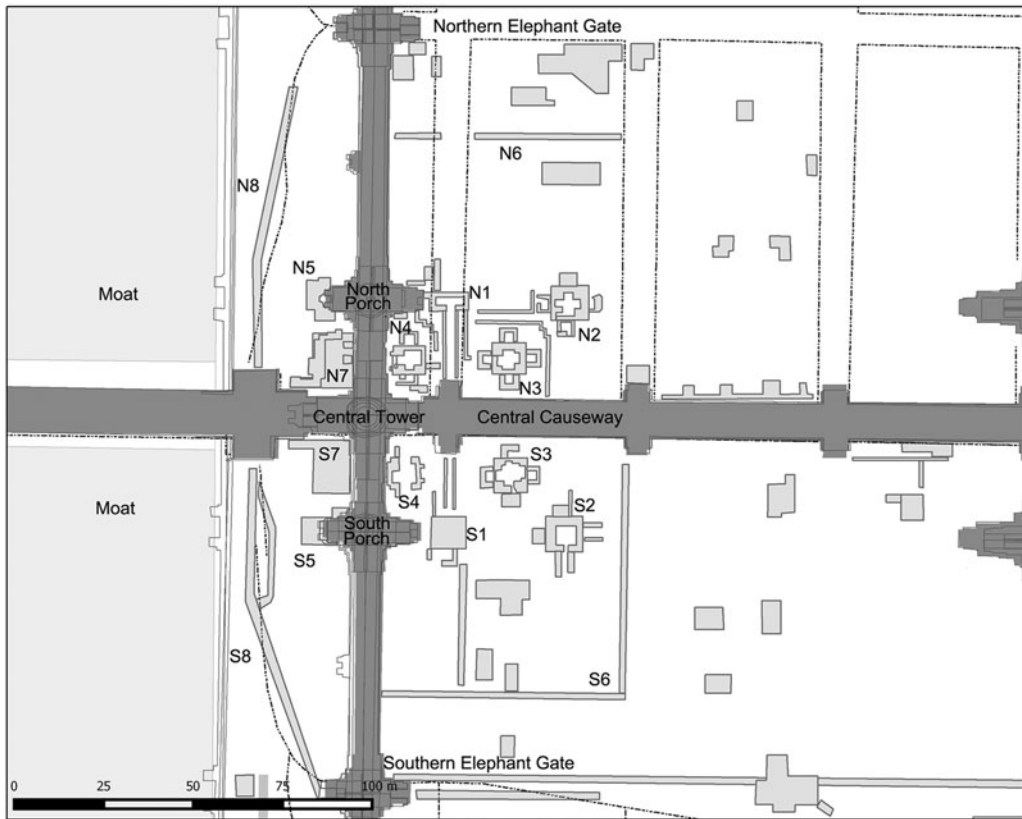 Northern Elephant Gate
N6
N8
N5
Moat
North
Porch
N1
N4
N2
N7
N3
Central Tower
Central Causeway
S7
S3
S4
Moat
S2
South
Porch
S1
S5
S8
S6
Southern Elephant Gate
0 25 50 75 100 m